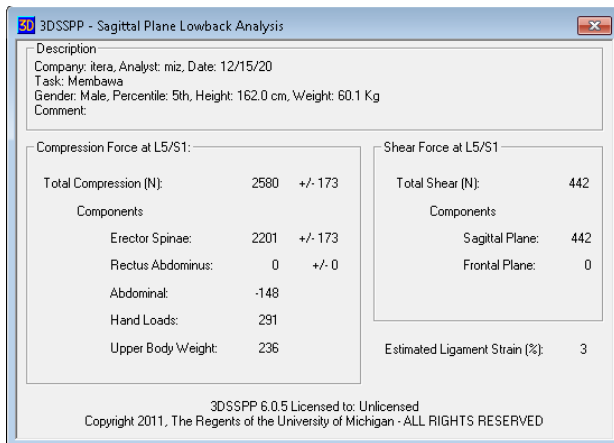 3D 3DSSPP - Sagittal Plane Lowback Analysis
Description
Company: itera, Analyst: miz, Date: 12/15/20
Task: Membawa
Gender: Male, Percentile: 5th, Height: 162.0 cm, Weight: 60.1 Kg
Comment:
Compression Force at L5/S1:
Total Compression (N): 2580 +/- 173
Components
Erector Spinae: 2201 +/- 173
Rectus Abdominus: 0 +/- 0
Abdominal: -148
Hand Loads: 291
Upper Body Weight: 236
Shear Force at L5/S1
Total Shear (N): 442
Components
Sagittal Plane: 442
Frontal Plane: 0
Estimated Ligament Strain (%): 3
3DSSPP 6.0.5 Licensed to: Unlicensed
Copyright 2011, The Regents of the University of Michigan - ALL RIGHTS RESERVED